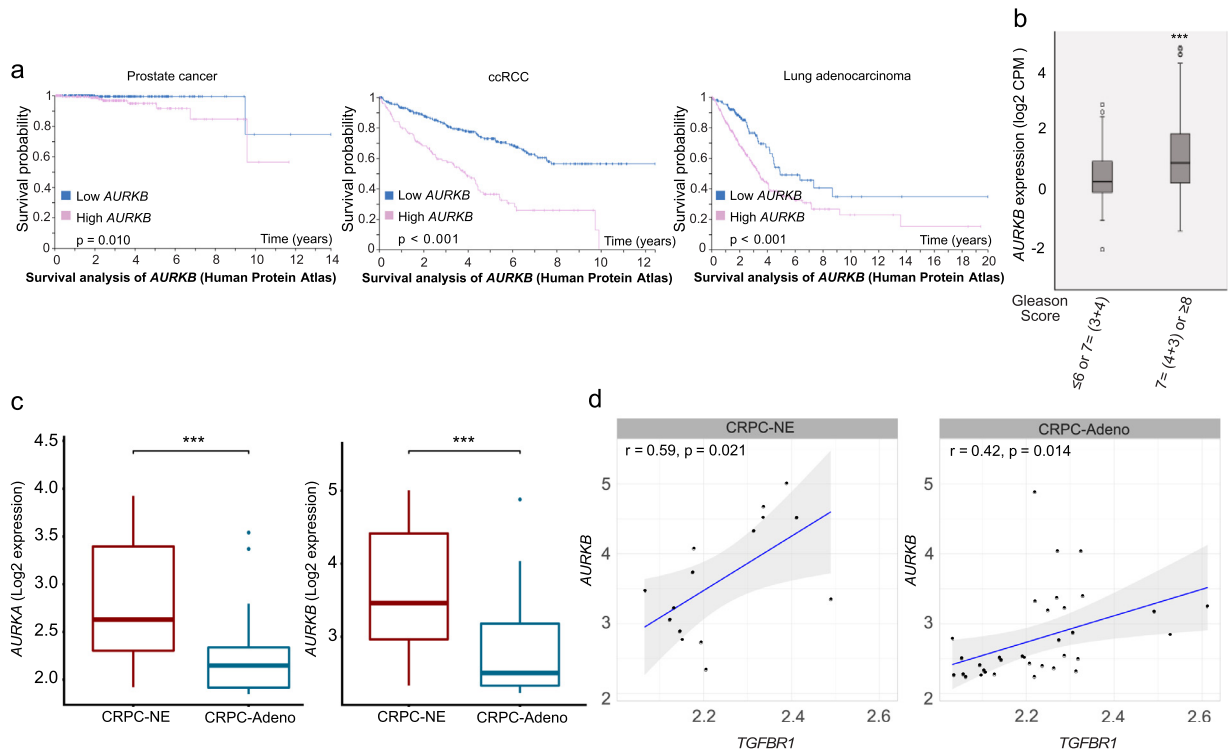 a
Prostate cancer
Survival probability
1
0.8
0.6
0.4
0.2
0
Low AURKB
High AURKB
p = 0.010
Time (years)
0 2 4 6 8 10 12 14
Survival analysis of AURKB (Human Protein Atlas)
ccRCC
Survival probability
1
0.8
0.6
0.4
0.2
0
Low AURKB
High AURKB
p < 0.001
Time (years)
0 2 4 6 8 10 12
Survival analysis of AURKB (Human Protein Atlas)
Lung adenocarcinoma
Survival probability
1
0.8
0.6
0.4
0.2
0
Low AURKB
High AURKB
p < 0.001
Time (years)
0 2 4 6 8 10 12 14 16 18 20
Survival analysis of AURKB (Human Protein Atlas)
b
AURKB expression (log2 CPM )
4
2
0
-2
***
Gleason
Score
≤6 or 7= (3+4)
7= (4+3) or ≥8
c
AURKA (Log2 expression)
4.5
4.0
3.5
3.0
2.5
2.0
***
CRPC-NE CRPC-Adeno
AURKB (Log2 expression)
5
4
3
***
CRPC-NE CRPC-Adeno
d
CRPC-NE
r = 0.59, p = 0.021
AURKB
5
4
3
2
2.2 2.4 2.6
TGFBR1
CRPC-Adeno
r = 0.42, p = 0.014
AURKB
5
4
3
2
2.2 2.4 2.6
TGFBR1